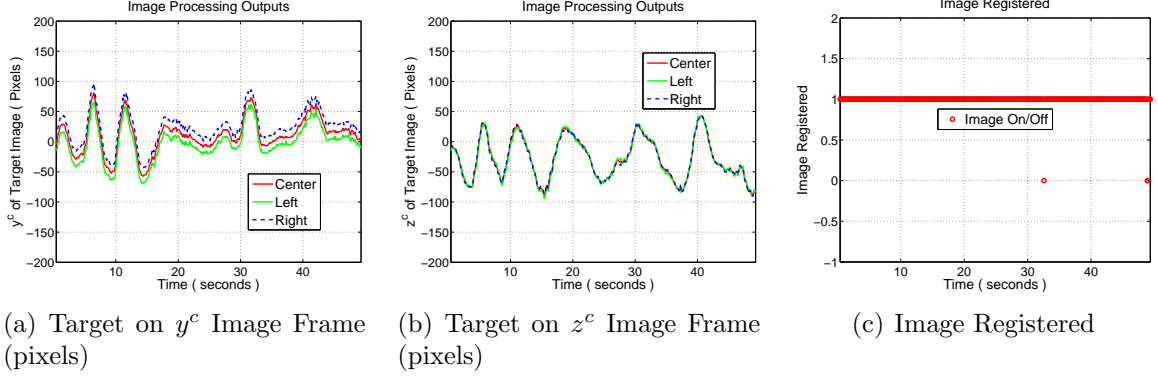 Image Processing Outputs
200
150
100
50
0
−50
−100
−150
−200
10
20
30
40
y^c of Target Image ( Pixels )
Time ( seconds )
Center
Left
Right
(a) Target on y^c Image Frame
(pixels)
Image Processing Outputs
200
150
100
50
0
−50
−100
−150
−200
10
20
30
40
z^c of Target Image ( Pixels )
Time ( seconds )
Center
Left
Right
(b) Target on z^c Image Frame
(pixels)
Image Registered
2
1.5
1
0.5
0
−0.5
−1
10
20
30
40
Image Registered
Time ( seconds )
Image On/Off
(c) Image Registered